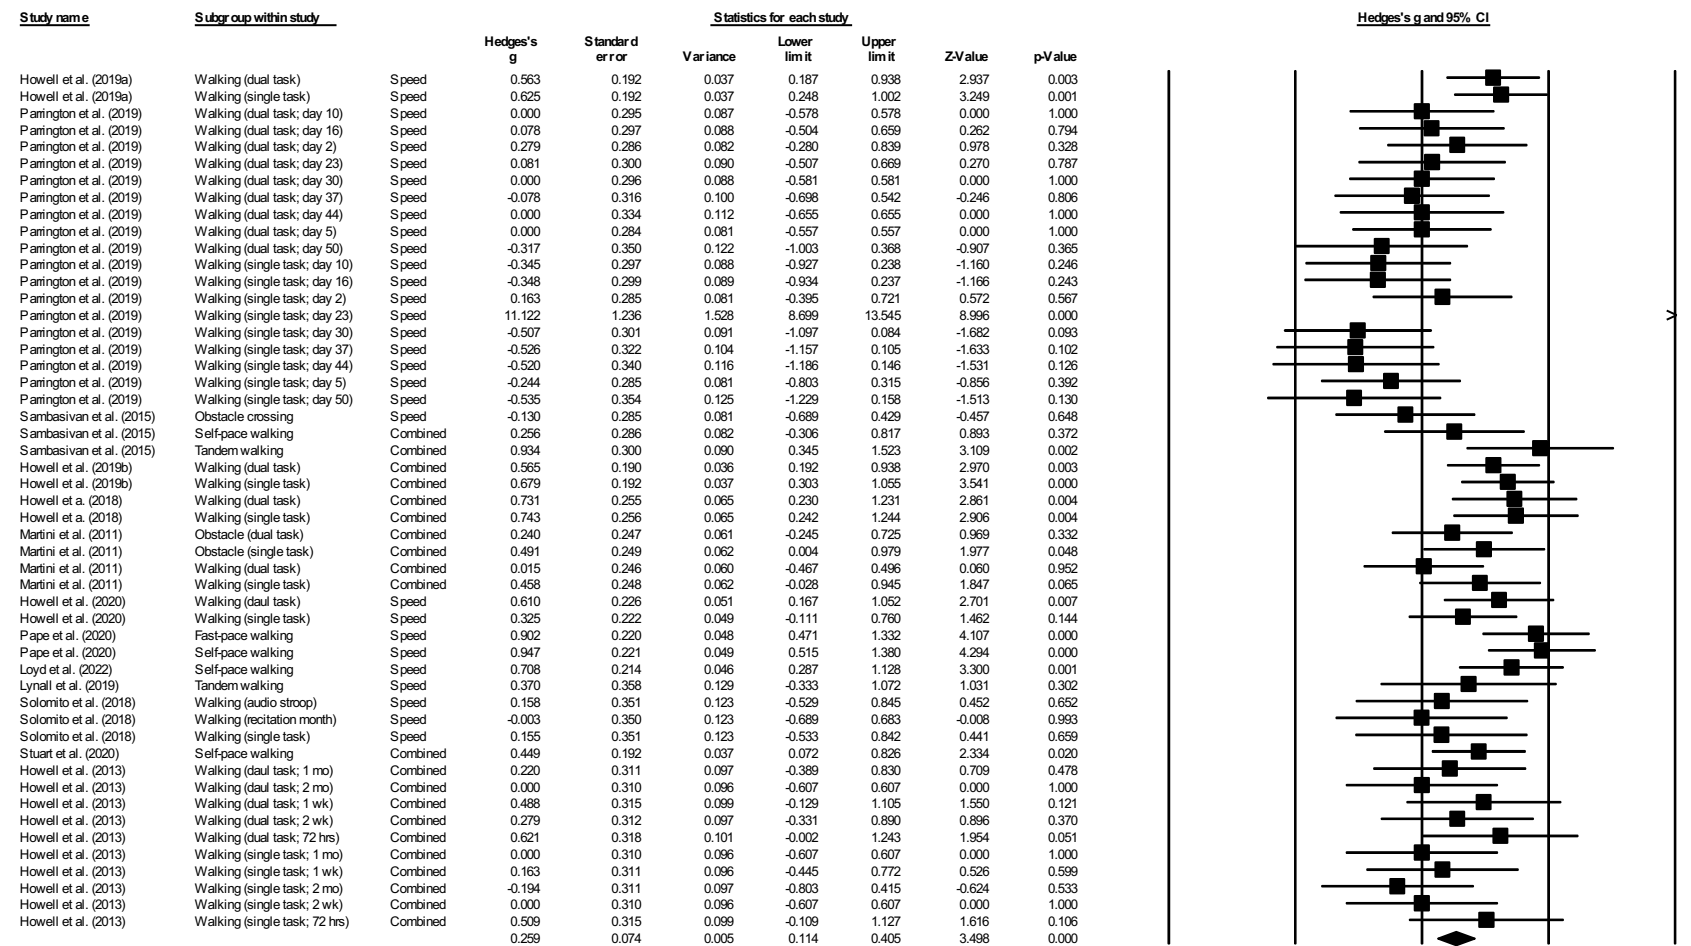 Study name Subgroup within study Statistics for each study Hedges's g and 95% CI
Hedges's Standard Lower Upper
g error Variance limit limit Z-Value p-Value
Howell et al. (2019a) Walking (dual task) Speed 0.563 0.192 0.037 0.187 0.938 2.937 0.003
Howell et al. (2019a) Walking (single task) Speed 0.625 0.192 0.037 0.248 1.002 3.249 0.001
Parrington et al. (2019) Walking (dual task; day 10) Speed 0.000 0.295 0.087 -0.578 0.578 0.000 1.000
Parrington et al. (2019) Walking (dual task; day 16) Speed 0.078 0.297 0.088 -0.504 0.659 0.262 0.794
Parrington et al. (2019) Walking (dual task; day 2) Speed 0.279 0.286 0.082 -0.280 0.839 0.978 0.328
Parrington et al. (2019) Walking (dual task; day 23) Speed 0.081 0.300 0.090 -0.507 0.669 0.270 0.787
Parrington et al. (2019) Walking (dual task; day 30) Speed 0.000 0.296 0.088 -0.581 0.581 0.000 1.000
Parrington et al. (2019) Walking (dual task; day 37) Speed -0.078 0.316 0.100 -0.698 0.542 -0.246 0.806
Parrington et al. (2019) Walking (dual task; day 44) Speed 0.000 0.334 0.112 -0.655 0.655 0.000 1.000
Parrington et al. (2019) Walking (dual task; day 5) Speed 0.000 0.284 0.081 -0.557 0.557 0.000 1.000
Parrington et al. (2019) Walking (dual task; day 50) Speed -0.317 0.350 0.122 -1.003 0.368 -0.907 0.365
Parrington et al. (2019) Walking (single task; day 10) Speed -0.345 0.297 0.088 -0.927 0.238 -1.160 0.246
Parrington et al. (2019) Walking (single task; day 16) Speed -0.348 0.299 0.089 -0.934 0.237 -1.166 0.243
Parrington et al. (2019) Walking (single task; day 2) Speed 0.163 0.285 0.081 -0.395 0.721 0.572 0.567
Parrington et al. (2019) Walking (single task; day 23) Speed 11.122 1.236 1.528 8.699 13.545 8.996 0.000
Parrington et al. (2019) Walking (single task; day 30) Speed -0.507 0.301 0.091 -1.097 0.084 -1.682 0.093
Parrington et al. (2019) Walking (single task; day 37) Speed -0.526 0.322 0.104 -1.157 0.105 -1.633 0.102
Parrington et al. (2019) Walking (single task; day 44) Speed -0.520 0.340 0.116 -1.186 0.146 -1.531 0.126
Parrington et al. (2019) Walking (single task; day 5) Speed -0.244 0.285 0.081 -0.803 0.315 -0.856 0.392
Parrington et al. (2019) Walking (single task; day 50) Speed -0.535 0.354 0.125 -1.229 0.158 -1.513 0.130
Sambasivan et al. (2015) Obstacle crossing Speed -0.130 0.285 0.081 -0.689 0.429 -0.457 0.648
Sambasivan et al. (2015) Self-pace walking Combined 0.256 0.286 0.082 -0.306 0.817 0.893 0.372
Sambasivan et al. (2015) Tandem walking Combined 0.934 0.300 0.090 0.345 1.523 3.109 0.002
Howell et al. (2019b) Walking (dual task) Combined 0.565 0.190 0.036 0.192 0.938 2.970 0.003
Howell et al. (2019b) Walking (single task) Combined 0.679 0.192 0.037 0.303 1.055 3.541 0.000
Howell et a. (2018) Walking (dual task) Combined 0.731 0.255 0.065 0.230 1.231 2.861 0.004
Howell et a. (2018) Walking (single task) Combined 0.743 0.256 0.065 0.242 1.244 2.906 0.004
Martini et al. (2011) Obstacle (dual task) Combined 0.240 0.247 0.061 -0.245 0.725 0.969 0.332
Martini et al. (2011) Obstacle (single task) Combined 0.491 0.249 0.062 0.004 0.979 1.977 0.048
Martini et al. (2011) Walking (dual task) Combined 0.015 0.246 0.060 -0.467 0.496 0.060 0.952
Martini et al. (2011) Walking (single task) Combined 0.458 0.248 0.062 -0.028 0.945 1.847 0.065
Howell et al. (2020) Walking (daul task) Speed 0.610 0.226 0.051 0.167 1.052 2.701 0.007
Howell et al. (2020) Walking (single task) Speed 0.325 0.222 0.049 -0.111 0.760 1.462 0.144
Pape et al. (2020) Fast-pace walking Speed 0.902 0.220 0.048 0.471 1.332 4.107 0.000
Pape et al. (2020) Self-pace walking Speed 0.947 0.221 0.049 0.515 1.380 4.294 0.000
Loyd et al. (2022) Self-pace walking Speed 0.708 0.214 0.046 0.287 1.128 3.300 0.001
Lynall et al. (2019) Tandem walking Speed 0.370 0.358 0.129 -0.333 1.072 1.031 0.302
Solomito et al. (2018) Walking (audio stroop) Speed 0.158 0.351 0.123 -0.529 0.845 0.452 0.652
Solomito et al. (2018) Walking (recitation month) Speed -0.003 0.350 0.123 -0.689 0.683 -0.008 0.993
Solomito et al. (2018) Walking (single task) Speed 0.155 0.351 0.123 -0.533 0.842 0.441 0.659
Stuart et al. (2020) Self-pace walking Combined 0.449 0.192 0.037 0.072 0.826 2.334 0.020
Howell et al. (2013) Walking (daul task; 1 mo) Combined 0.220 0.311 0.097 -0.389 0.830 0.709 0.478
Howell et al. (2013) Walking (daul task; 2 mo) Combined 0.000 0.310 0.096 -0.607 0.607 0.000 1.000
Howell et al. (2013) Walking (dual task; 1 wk) Combined 0.488 0.315 0.099 -0.129 1.105 1.550 0.121
Howell et al. (2013) Walking (dual task; 2 wk) Combined 0.279 0.312 0.097 -0.331 0.890 0.896 0.370
Howell et al. (2013) Walking (dual task; 72 hrs) Combined 0.621 0.318 0.101 -0.002 1.243 1.954 0.051
Howell et al. (2013) Walking (single task; 1 mo) Combined 0.000 0.310 0.096 -0.607 0.607 0.000 1.000
Howell et al. (2013) Walking (single task; 1 wk) Combined 0.163 0.311 0.096 -0.445 0.772 0.526 0.599
Howell et al. (2013) Walking (single task; 2 mo) Combined -0.194 0.311 0.097 -0.803 0.415 -0.624 0.533
Howell et al. (2013) Walking (single task; 2 wk) Combined 0.000 0.310 0.096 -0.607 0.607 0.000 1.000
Howell et al. (2013) Walking (single task; 72 hrs) Combined 0.509 0.315 0.099 -0.109 1.127 1.616 0.106
0.259 0.074 0.005 0.114 0.405 3.498 0.000